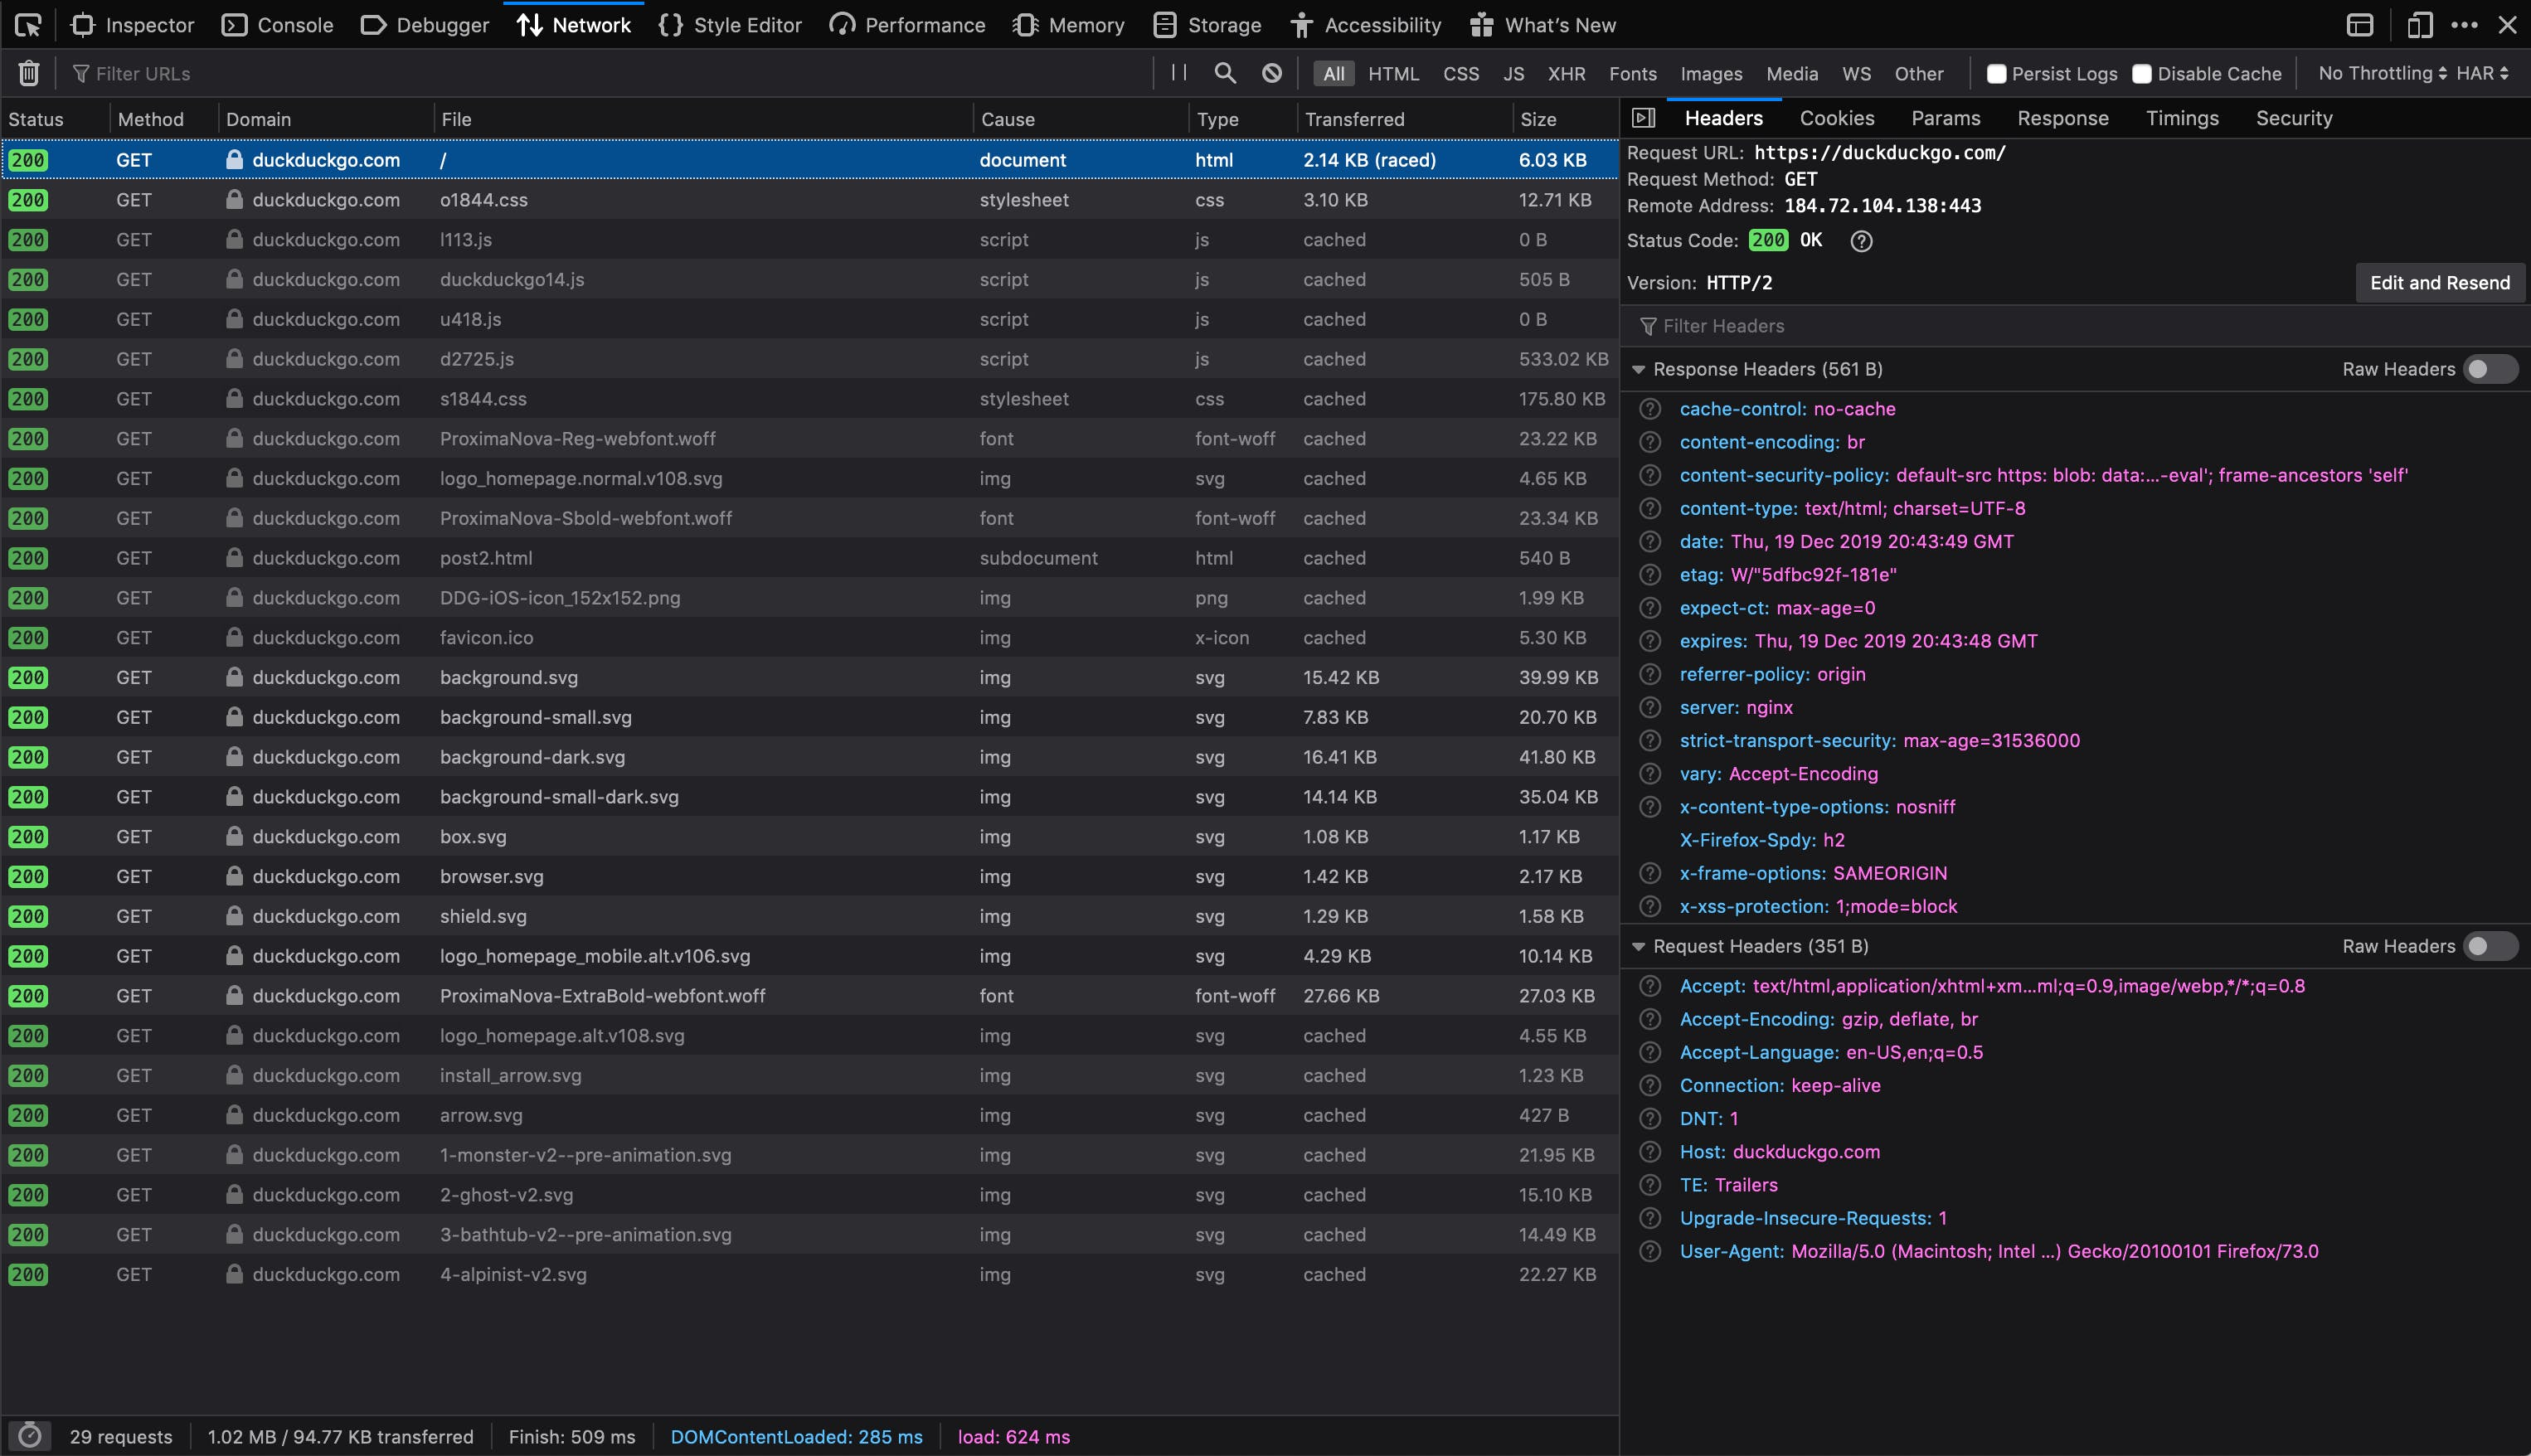 Inspector Console Debugger Network Style Editor Performance Memory Storage Accessibility What's New
Filter URLs All HTML CSS JS XHR Fonts Images Media WS Other Persist Logs Disable Cache No Throttling HAR
Status Method Domain File Cause Type Transferred Size
200 GET duckduckgo.com / document html 2.14 KB (raced) 6.03 KB
200 GET duckduckgo.com o1844.css stylesheet css 3.10 KB 12.71 KB
200 GET duckduckgo.com l113.js script js cached 0 B
200 GET duckduckgo.com duckduckgo14.js script js cached 505 B
200 GET duckduckgo.com u418.js script js cached 0 B
200 GET duckduckgo.com d2725.js script js cached 533.02 KB
200 GET duckduckgo.com s1844.css stylesheet css cached 175.80 KB
200 GET duckduckgo.com ProximaNova-Reg-webfont.woff font font-woff cached 23.22 KB
200 GET duckduckgo.com logo_homepage.normal.v108.svg img svg cached 4.65 KB
200 GET duckduckgo.com ProximaNova-Sbold-webfont.woff font font-woff cached 23.34 KB
200 GET duckduckgo.com post2.html subdocument html cached 540 B
200 GET duckduckgo.com DDG-iOS-icon_152x152.png img png cached 1.99 KB
200 GET duckduckgo.com favicon.ico img x-icon cached 5.30 KB
200 GET duckduckgo.com background.svg img svg 15.42 KB 39.99 KB
200 GET duckduckgo.com background-small.svg img svg 7.83 KB 20.70 KB
200 GET duckduckgo.com background-dark.svg img svg 16.41 KB 41.80 KB
200 GET duckduckgo.com background-small-dark.svg img svg 14.14 KB 35.04 KB
200 GET duckduckgo.com box.svg img svg 1.08 KB 1.17 KB
200 GET duckduckgo.com browser.svg img svg 1.42 KB 2.17 KB
200 GET duckduckgo.com shield.svg img svg 1.29 KB 1.58 KB
200 GET duckduckgo.com logo_homepage_mobile.alt.v106.svg img svg 4.29 KB 10.14 KB
200 GET duckduckgo.com ProximaNova-ExtraBold-webfont.woff font font-woff 27.66 KB 27.03 KB
200 GET duckduckgo.com logo_homepage.alt.v108.svg img svg cached 4.55 KB
200 GET duckduckgo.com install_arrow.svg img svg cached 1.23 KB
200 GET duckduckgo.com arrow.svg img svg cached 427 B
200 GET duckduckgo.com 1-monster-v2--pre-animation.svg img svg cached 21.95 KB
200 GET duckduckgo.com 2-ghost-v2.svg img svg cached 15.10 KB
200 GET duckduckgo.com 3-bathtub-v2--pre-animation.svg img svg cached 14.49 KB
200 GET duckduckgo.com 4-alpinist-v2.svg img svg cached 22.27 KB
29 requests 1.02 MB / 94.77 KB transferred Finish: 509 ms DOMContentLoaded: 285 ms load: 624 ms
Headers Cookies Params Response Timings Security
Request URL: https://duckduckgo.com/
Request Method: GET
Remote Address: 184.72.104.138:443
Status Code: 200 OK
Version: HTTP/2 Edit and Resend
Filter Headers
Response Headers (561 B) Raw Headers
cache-control: no-cache
content-encoding: br
content-security-policy: default-src https: blob: data:...-eval'; frame-ancestors 'self'
content-type: text/html; charset=UTF-8
date: Thu, 19 Dec 2019 20:43:49 GMT
etag: W/"5dfbc92f-181e"
expect-ct: max-age=0
expires: Thu, 19 Dec 2019 20:43:48 GMT
referrer-policy: origin
server: nginx
strict-transport-security: max-age=31536000
vary: Accept-Encoding
x-content-type-options: nosniff
X-Firefox-Spdy: h2
x-frame-options: SAMEORIGIN
x-xss-protection: 1;mode=block
Request Headers (351 B) Raw Headers
Accept: text/html,application/xhtml+xm...ml;q=0.9,image/webp,*/*;q=0.8
Accept-Encoding: gzip, deflate, br
Accept-Language: en-US,en;q=0.5
Connection: keep-alive
DNT: 1
Host: duckduckgo.com
TE: Trailers
Upgrade-Insecure-Requests: 1
User-Agent: Mozilla/5.0 (Macintosh; Intel ...) Gecko/20100101 Firefox/73.0